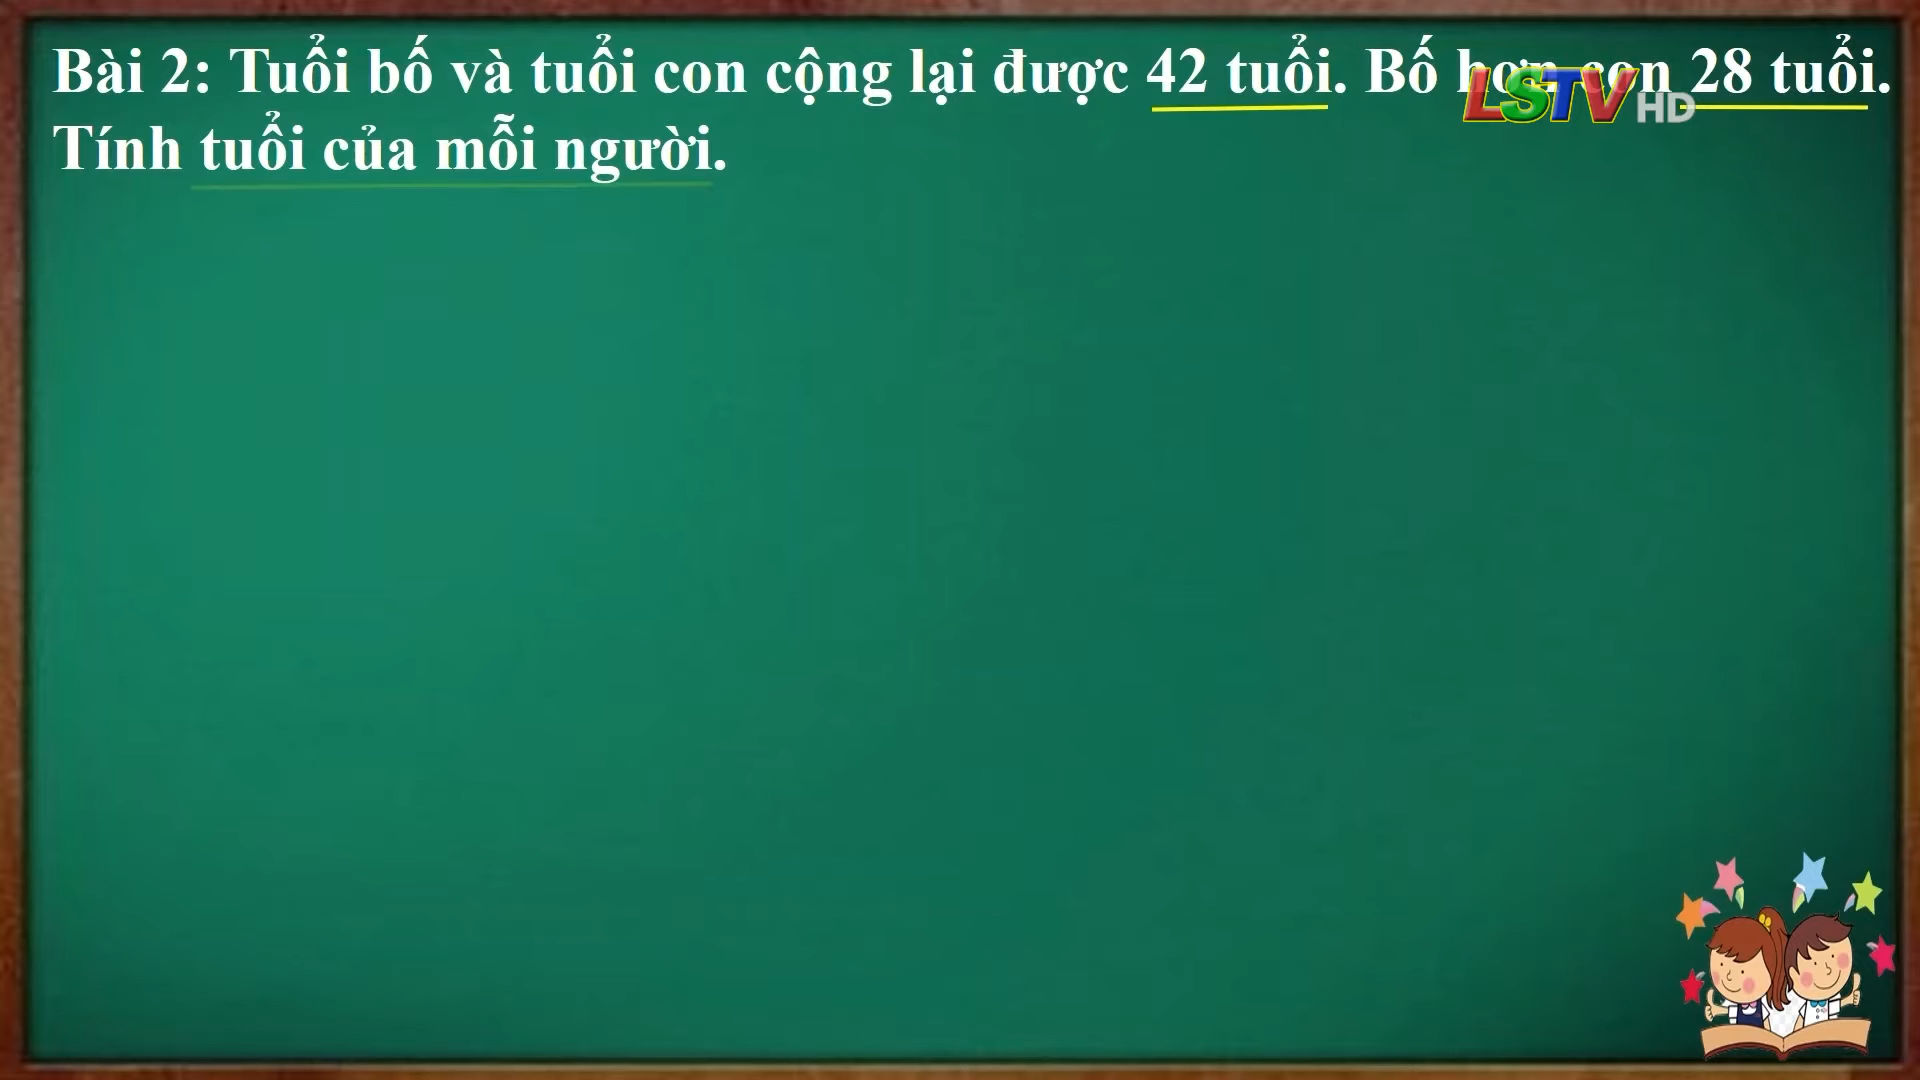 Bài 2: Tuổi bố và tuổi con cộng lại được 42 tuổi. Bố hơn con 28 tuổi.
LSTV HD
Tính tuổi của mỗi người.